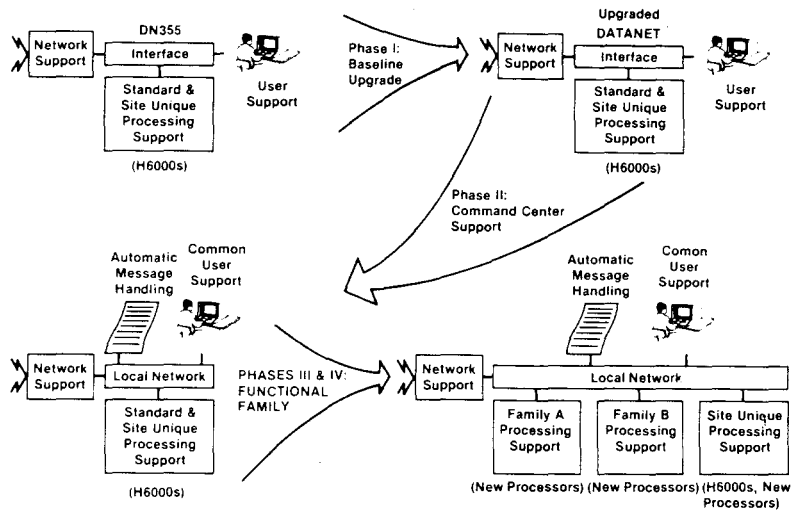 DN355
Network
Support
Interface
User
Support
Standard &
Site Unique
Processing
Support
(H6000s)
Phase I:
Baseline
Upgrade
Upgraded
DATANET
Network
Support
Interface
User
Support
Standard &
Site Unique
Processing
Support
(H6000s)
Phase II:
Command Center
Support
Automatic
Message
Handling
Common
User
Support
Network
Support
Local Network
Standard &
Site Unique
Processing
Support
(H6000s)
PHASES III & IV:
FUNCTIONAL
FAMILY
Automatic
Message
Handling
Comon
User
Support
Network
Support
Local Network
Family A
Processing
Support
(New Processors)
Family B
Processing
Support
(New Processors)
Site Unique
Processing
Support
(H6000s, New
Processors)